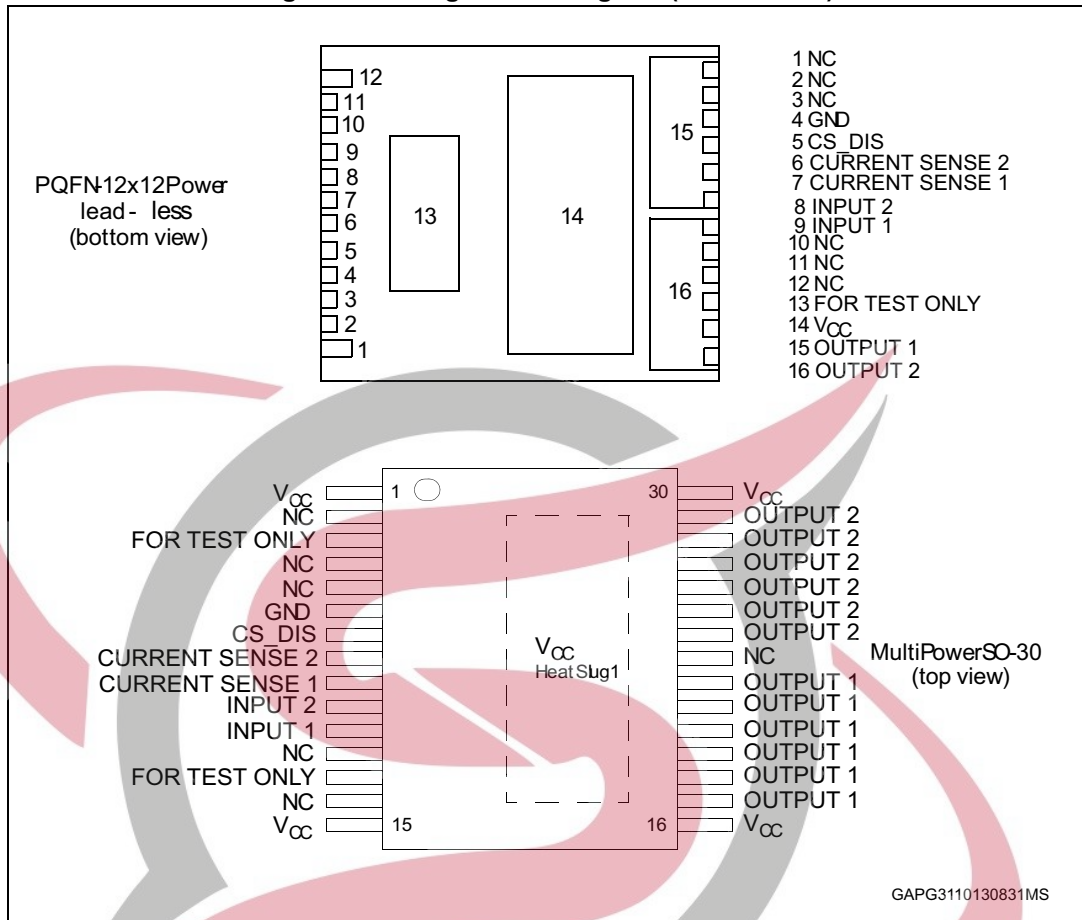 12
11
10
9
8
7
6
5
4
3
2
1
13
14
15
16
PQFN-12x12Power
lead - less
(bottom view)
1 NC
2 NC
3 NC
4 GND
5 CS_DIS
6 CURRENT SENSE 2
7 CURRENT SENSE 1
8 INPUT 2
9 INPUT 1
10 NC
11 NC
12 NC
13 FOR TEST ONLY
14 VCC
15 OUTPUT 1
16 OUTPUT 2
VCC
NC
FOR TEST ONLY
NC
NC
GND
CS_DIS
CURRENT SENSE 2
CURRENT SENSE 1
INPUT 2
INPUT 1
NC
FOR TEST ONLY
NC
VCC
1
15
30
16
VCC
Heat Slug1
VCC
OUTPUT 2
OUTPUT 2
OUTPUT 2
OUTPUT 2
OUTPUT 2
OUTPUT 2
NC
OUTPUT 1
OUTPUT 1
OUTPUT 1
OUTPUT 1
OUTPUT 1
OUTPUT 1
VCC
MultiPowerSO-30
(top view)
GAPG3110130831MS